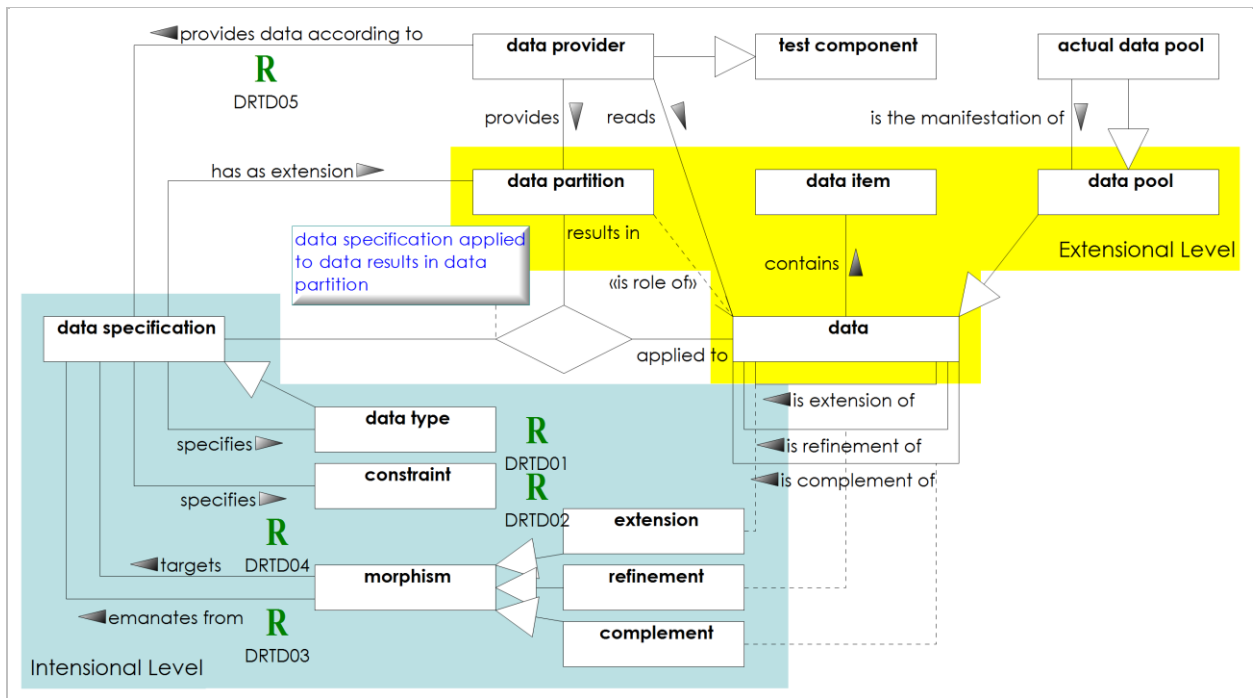 provides data according to
data provider
test component
actual data pool
R
DRTD05
provides
reads
is the manifestation of
has as extension
data partition
data item
data pool
data specification applied
to data results in data
partition
results in
contains
Extensional Level
«is role of»
data specification
data
applied to
is extension of
data type
R
specifies
DRTD01
is refinement of
constraint
R
is complement of
specifies
DRTD02
extension
R
targets
DRTD04
morphism
refinement
emanates from
R
complement
DRTD03
Intensional Level